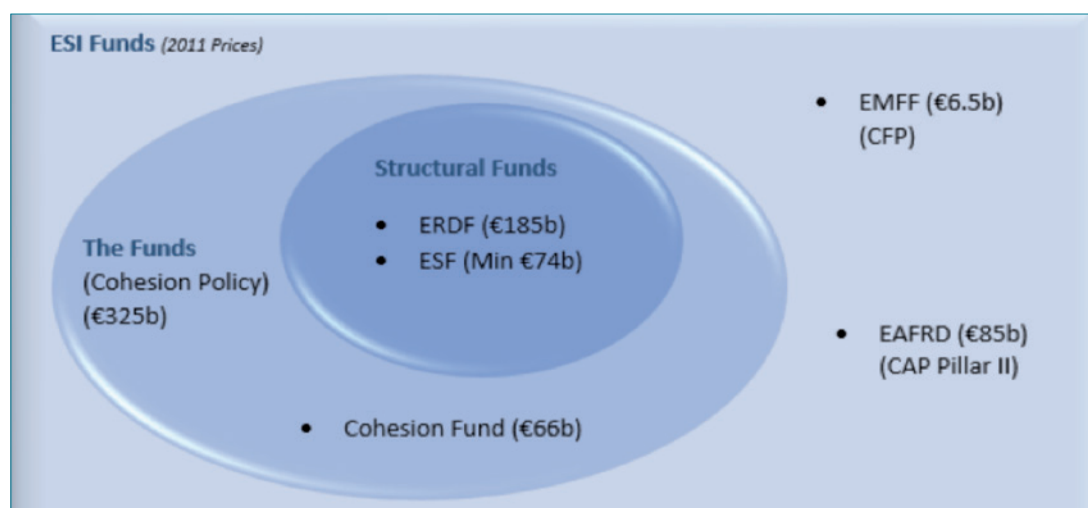 ESI Funds (2011 Prices)
• EMFF (€6.5b)
(CFP)
Structural Funds
• ERDF (€185b)
• ESF (Min €74b)
The Funds
(Cohesion Policy)
(€325b)
• EAFRD (€85b)
(CAP Pillar II)
• Cohesion Fund (€66b)